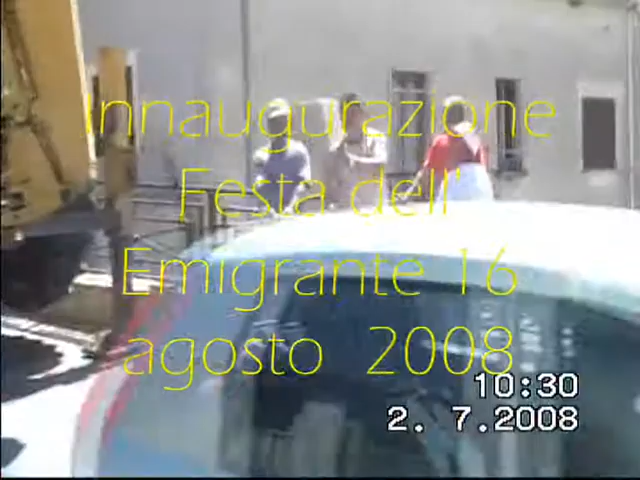 Innaugurazione
Festa dell'
Emigrante 16
agosto 2008
10:30
2. 7.2008